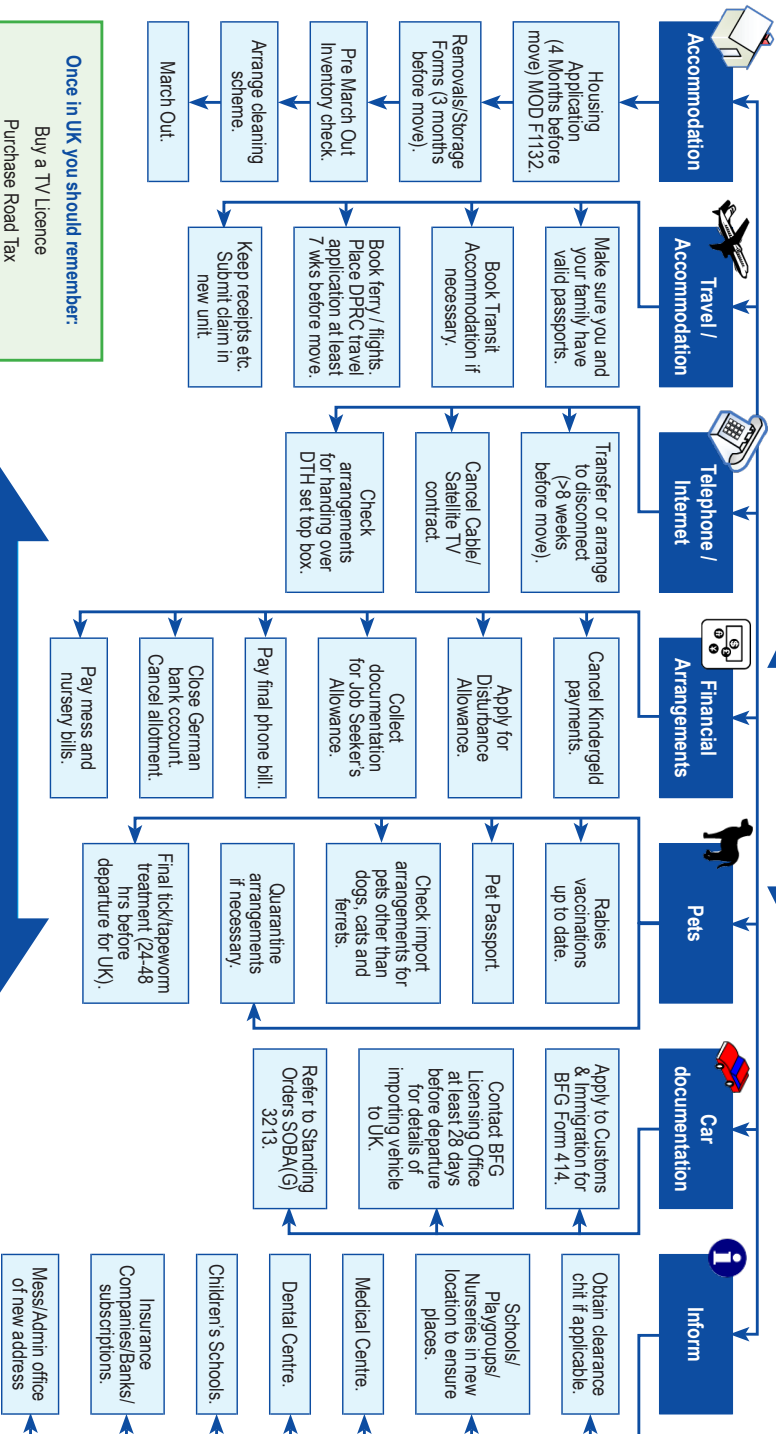 Accommodation
Housing
Application
(4 Months before
move) MOD F1132.
Removals/Storage
Forms (3 months
before move).
Pre March Out
Inventory check.
Arrange cleaning
scheme.
March Out.
Travel /
Accommodation
Make sure you and
your family have
valid passports.
Book Transit
Accommodation if
necessary.
Book ferry / flights.
Place DPRC travel
application at least
7 wks before move.
Keep receipts etc.
Submit claim in
new unit.
Telephone /
Internet
Transfer or arrange
to disconnect
(>8 weeks
before move).
Cancel Cable/
Satellite TV
contract.
Check
arrangements
for handing over
DTH set top box.
Financial
Arrangements
Cancel Kindergeld
payments.
Apply for
Disturbance
Allowance.
Collect
documentation
for Job Seeker's
Allowance.
Pay final phone bill.
Close German
bank cccount.
Cancel allotment.
Pay mess and
nursery bills.
Pets
Rabies
vaccinations
up to date.
Pet Passport.
Check import
arrangements for
pets other than
dogs, cats and
ferrets.
Quarantine
arrangements
if necessary.
Final tick/tapeworm
treatment (24-48
hrs before
departure for UK).
Car
documentation
Apply to Customs
& Immigration for
BFG Form 414.
Contact BFG
Licensing Office
at least 28 days
before departure
for details of
importing vehicle
to UK.
Refer to Standing
Orders SOBA(G)
3213.
i
Inform
Obtain clearance
chit if applicable.
Schools/
Playgroups/
Nurseries in new
location to ensure
places.
Medical Centre.
Dental Centre.
Children's Schools.
Insurance
Companies/Banks/
subscriptions.
Mess/Admin office
of new address
Once in UK you should remember:
Buy a TV Licence
Purchase Road Tax